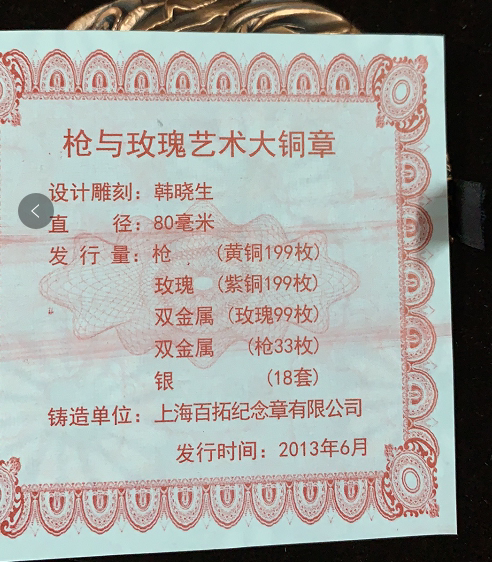 枪与玫瑰艺术大铜章
设计雕刻：韩晓生
直　　径：80毫米
发 行 量：枪　　（黄铜199枚）
玫瑰　（紫铜199枚）
双金属（玫瑰99枚）
双金属　（枪33枚）
银　　　　（18套）
铸造单位：上海百拓纪念章有限公司
发行时间：2013年6月